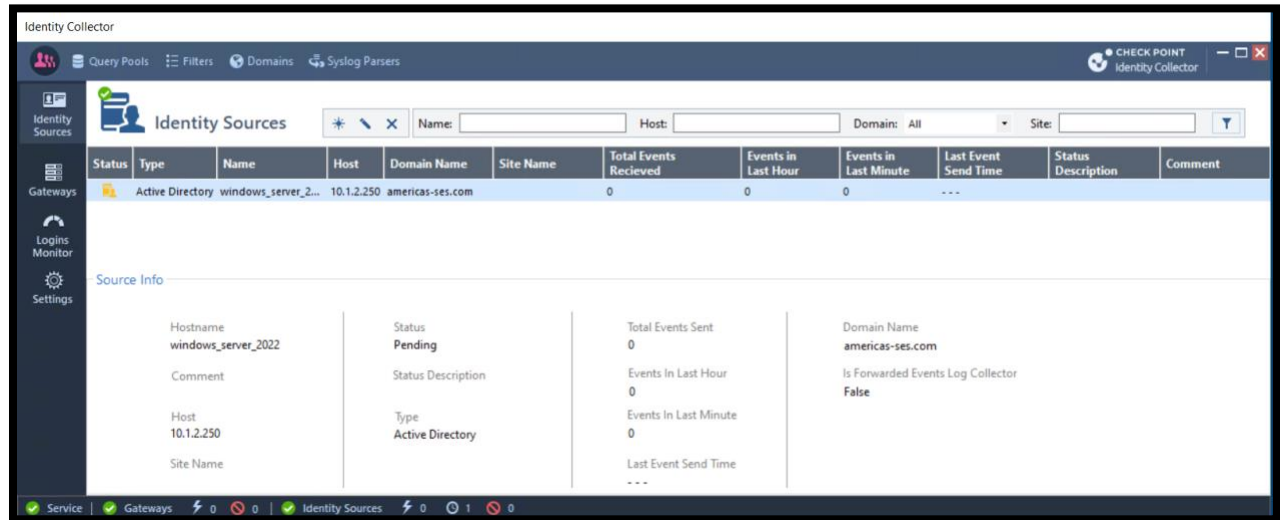 Identity Collector
Query Pools Filters Domains Syslog Parsers CHECK POINT
Identity Collector
Identity Sources
Identity Sources Name: Host: Domain: All Site:
Status Type Name Host Domain Name Site Name Total Events Recieved Events in Last Hour Events in Last Minute Last Event Send Time Status Description Comment
Active Directory windows_server_2... 10.1.2.250 americas-ses.com 0 0 0 - - -
Gateways
Logins Monitor
Settings
Source Info
Hostname Status Total Events Sent Domain Name
windows_server_2022 Pending 0 americas-ses.com
Comment Status Description Events In Last Hour Is Forwarded Events Log Collector
0 False
Host Type Events In Last Minute
10.1.2.250 Active Directory 0
Site Name Last Event Send Time
- - -
Service | Gateways 0 0 | Identity Sources 0 1 0